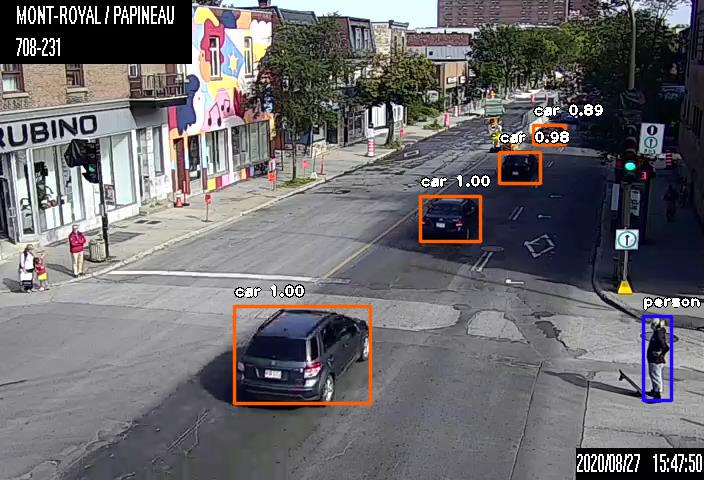 MONT-ROYAL / PAPINEAU
708-231
car 0.89
car 0.98
car 1.00
RUBINO
car 1.00
person
2020/08/27 15:47:50